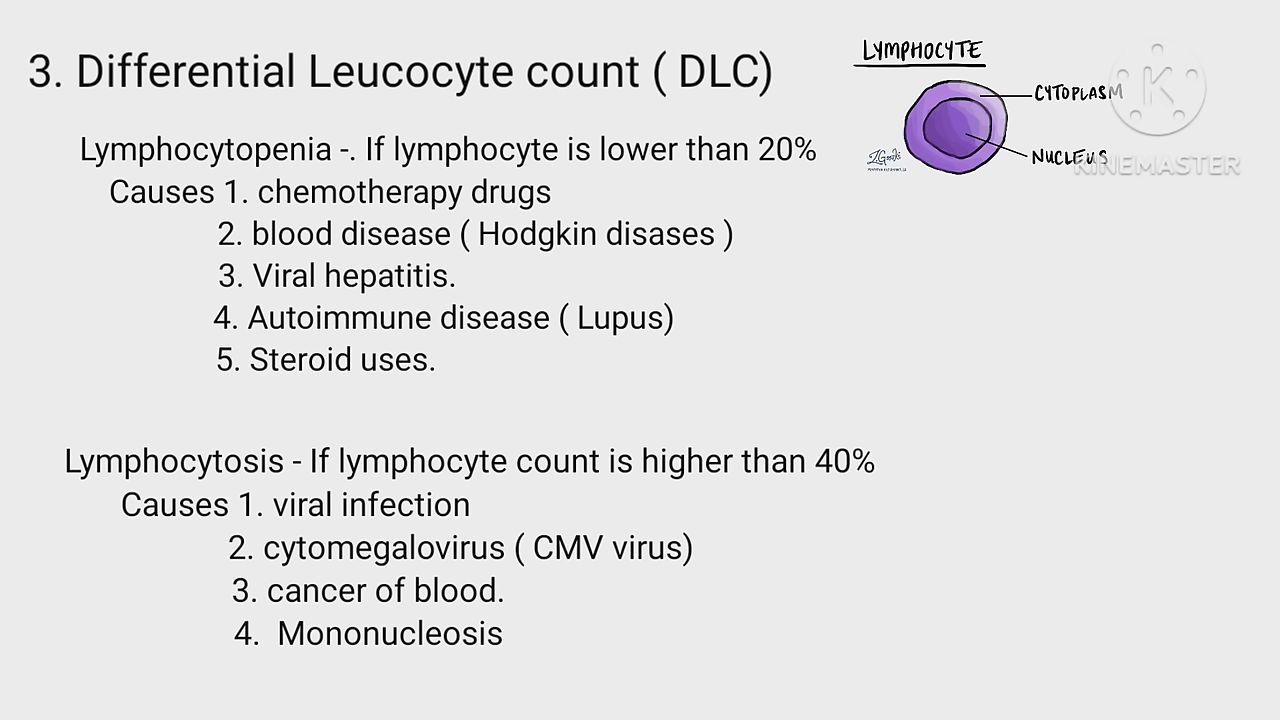 3. Differential Leucocyte count ( DLC)
LYMPHOCYTE
CYTOPLASM
NUCLEUS
KINEMASTER
Lymphocytopenia -. If lymphocyte is lower than 20%
Causes 1. chemotherapy drugs
2. blood disease ( Hodgkin disases )
3. Viral hepatitis.
4. Autoimmune disease ( Lupus)
5. Steroid uses.
Lymphocytosis - If lymphocyte count is higher than 40%
Causes 1. viral infection
2. cytomegalovirus ( CMV virus)
3. cancer of blood.
4. Mononucleosis